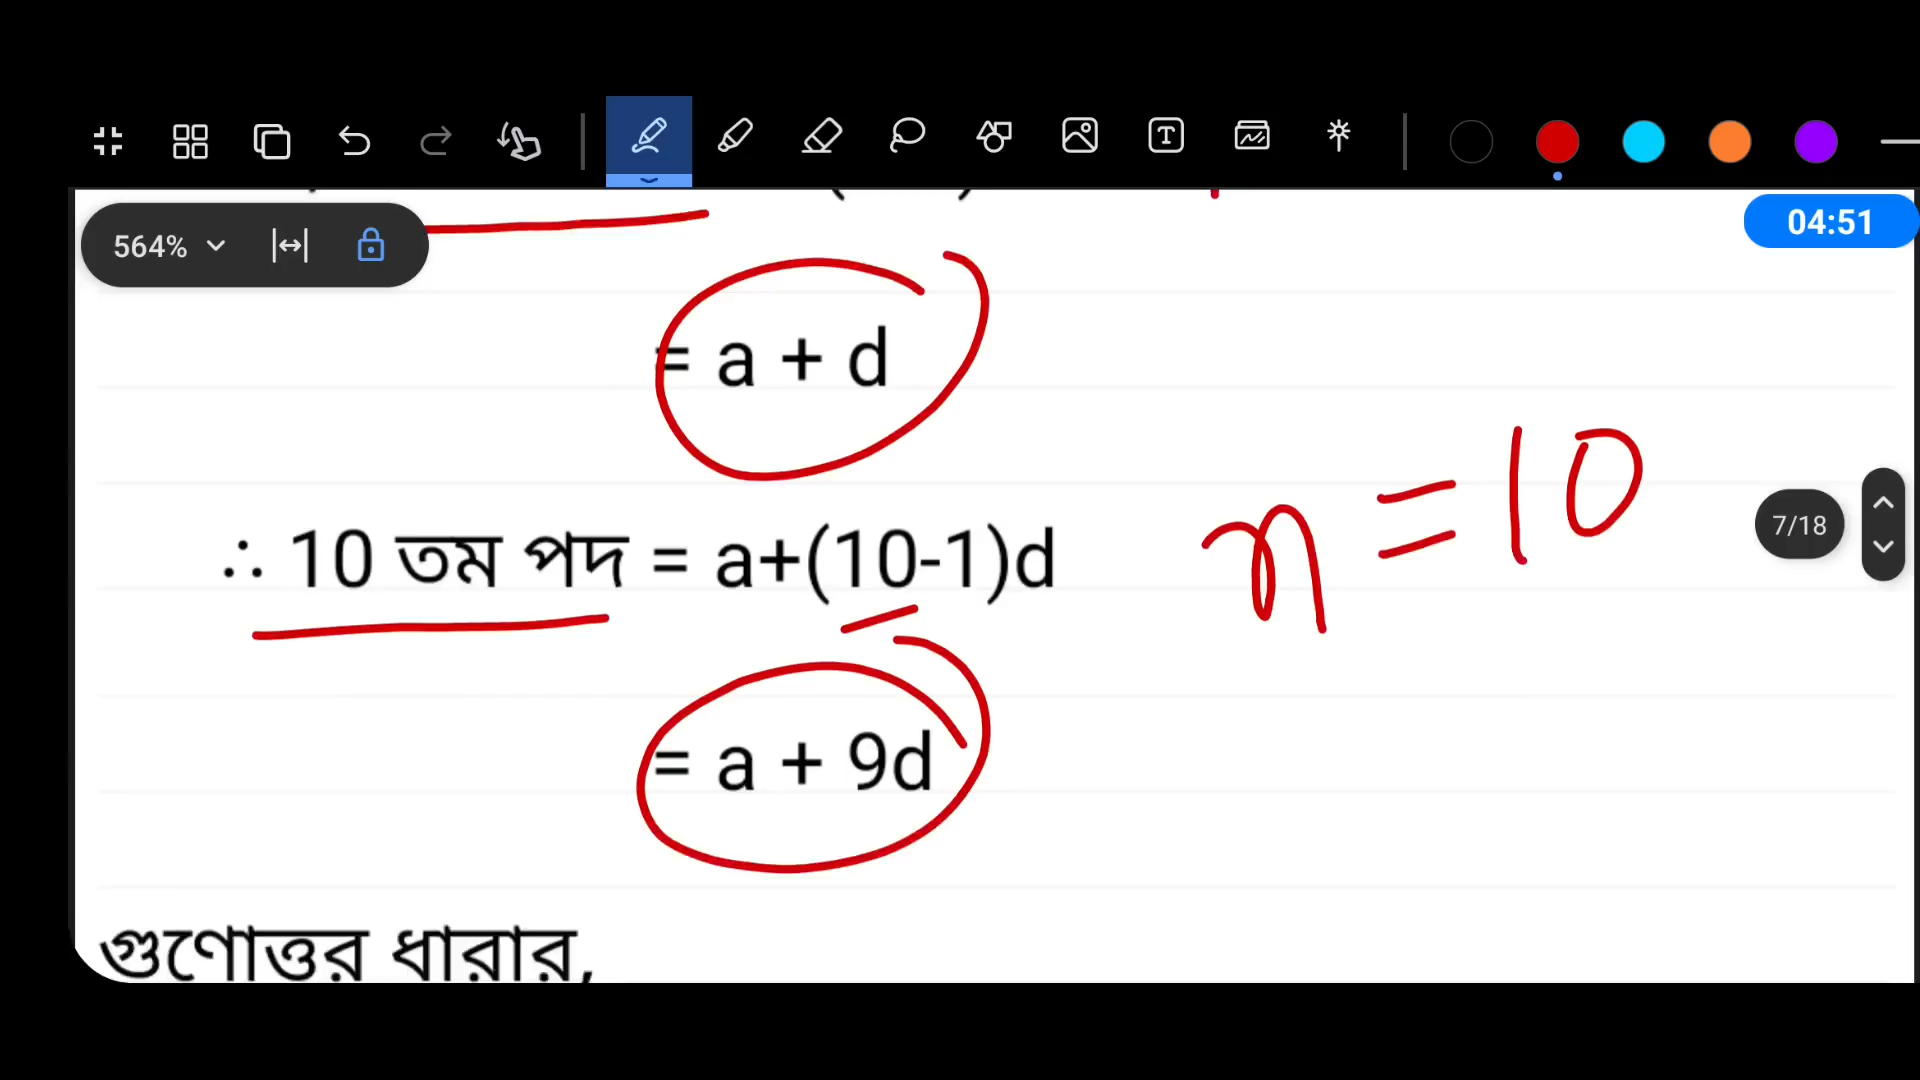 564%
04:51
= a + d
n = 10
∴ 10 তম পদ = a+(10-1)d
7/18
= a + 9d
গুণোত্তর ধারার,